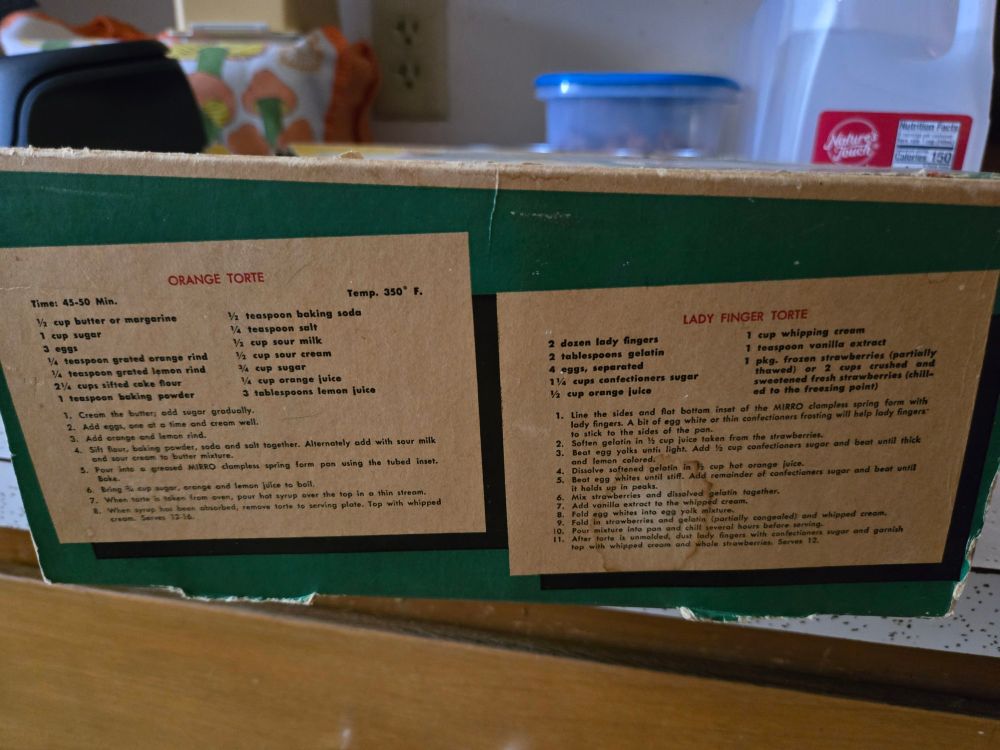 Nature's Touch
Nutrition Facts
Calories 150
ORANGE TORTE
Time: 45-50 Min.
Temp. 350° F.
½ cup butter or margarine
1 cup sugar
3 eggs
¼ teaspoon grated orange rind
¼ teaspoon grated lemon rind
2¼ cups sifted cake flour
1 teaspoon baking powder
½ teaspoon baking soda
¼ teaspoon salt
½ cup sour milk
½ cup sour cream
¾ cup sugar
¼ cup orange juice
3 tablespoons lemon juice
1. Cream the butter; add sugar gradually.
2. Add eggs, one at a time and cream well.
3. Add orange and lemon rind.
4. Sift flour, baking powder, soda and salt together. Alternately add with sour milk
and sour cream to butter mixture.
5. Pour into a greased MIRRO clampless spring form pan using the tubed inset.
Bake.
6. Bring ¾ cup sugar, orange and lemon juice to boil.
7. When torte is taken from oven, pour hot syrup over the top in a thin stream.
8. When syrup has been absorbed, remove torte to serving plate. Top with whipped
cream. Serves 12-16.
LADY FINGER TORTE
2 dozen lady fingers
2 tablespoons gelatin
4 eggs, separated
1¼ cups confectioners sugar
½ cup orange juice
1 cup whipping cream
1 teaspoon vanilla extract
1 pkg. frozen strawberries (partially
thawed) or 2 cups crushed and
sweetened fresh strawberries (chill-
ed to the freezing point)
1. Line the sides and flat bottom inset of the MIRRO clampless spring form with
lady fingers. A bit of egg white or thin confectioners frosting will help lady fingers
to stick to the sides of the pan.
2. Soften gelatin in ½ cup juice taken from the strawberries.
3. Beat egg yolks until light. Add ½ cup confectioners sugar and beat until thick
and lemon colored.
4. Dissolve softened gelatin in ½ cup hot orange juice.
5. Beat egg whites until stiff. Add remainder of confectioners sugar and beat until
it holds up in peaks.
6. Mix strawberries and dissolved gelatin together.
7. Add vanilla extract to the whipped cream.
8. Fold egg whites into egg yolk mixture.
9. Fold in strawberries and gelatin (partially congealed) and whipped cream.
10. Pour mixture into pan and chill several hours before serving.
11. After torte is unmolded, dust lady fingers with confectioners sugar and garnish
top with whipped cream and whole strawberries. Serves 12.